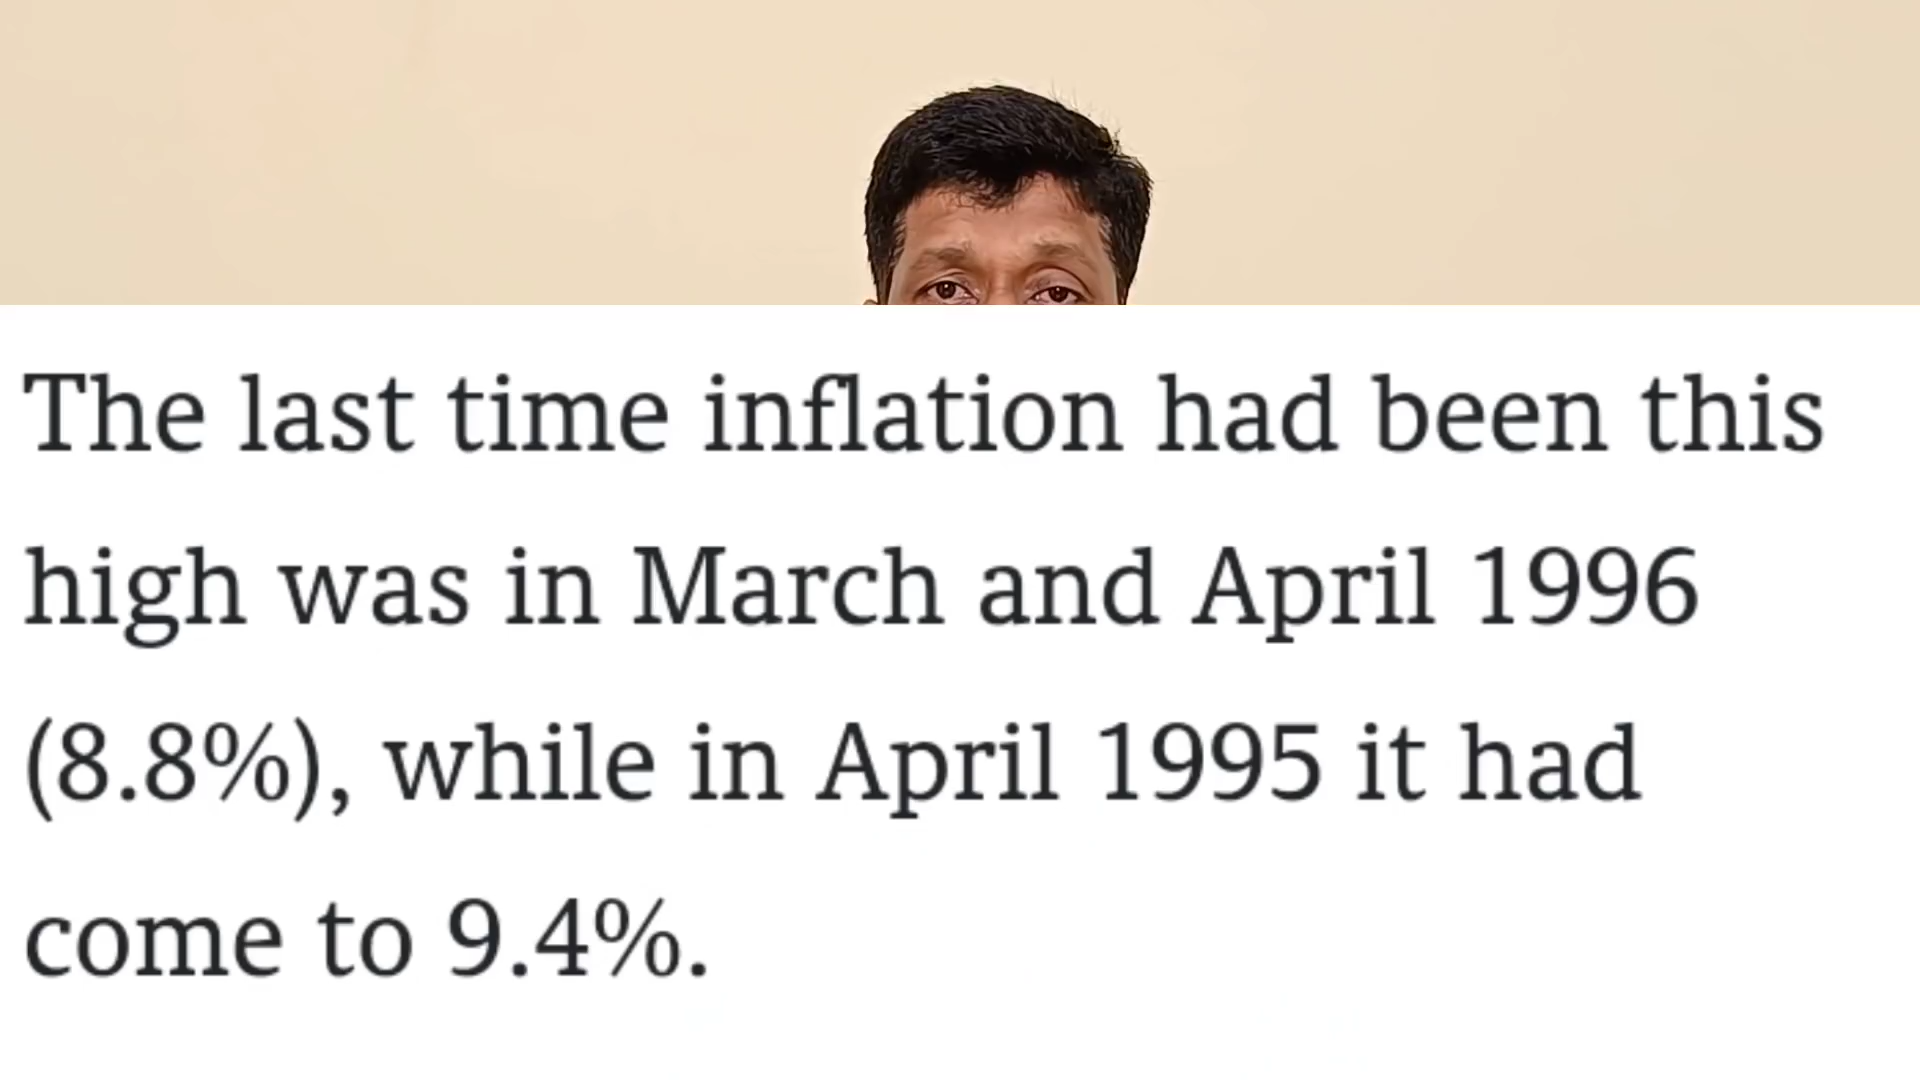 The last time inflation had been this
high was in March and April 1996
(8.8%), while in April 1995 it had
come to 9.4%.